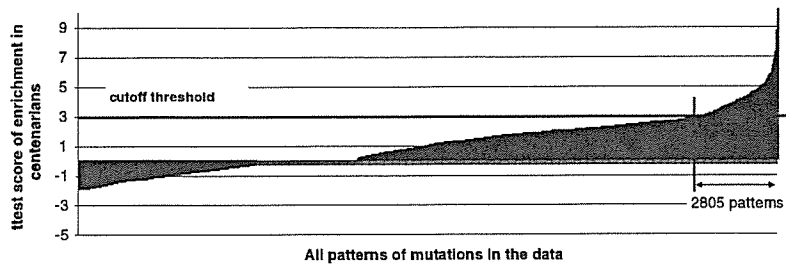 ttest score of enrichment in
centenarians
9
7
5
cutoff threshold
3
1
-1
-3
2805 patterns
-5
All patterns of mutations in the data